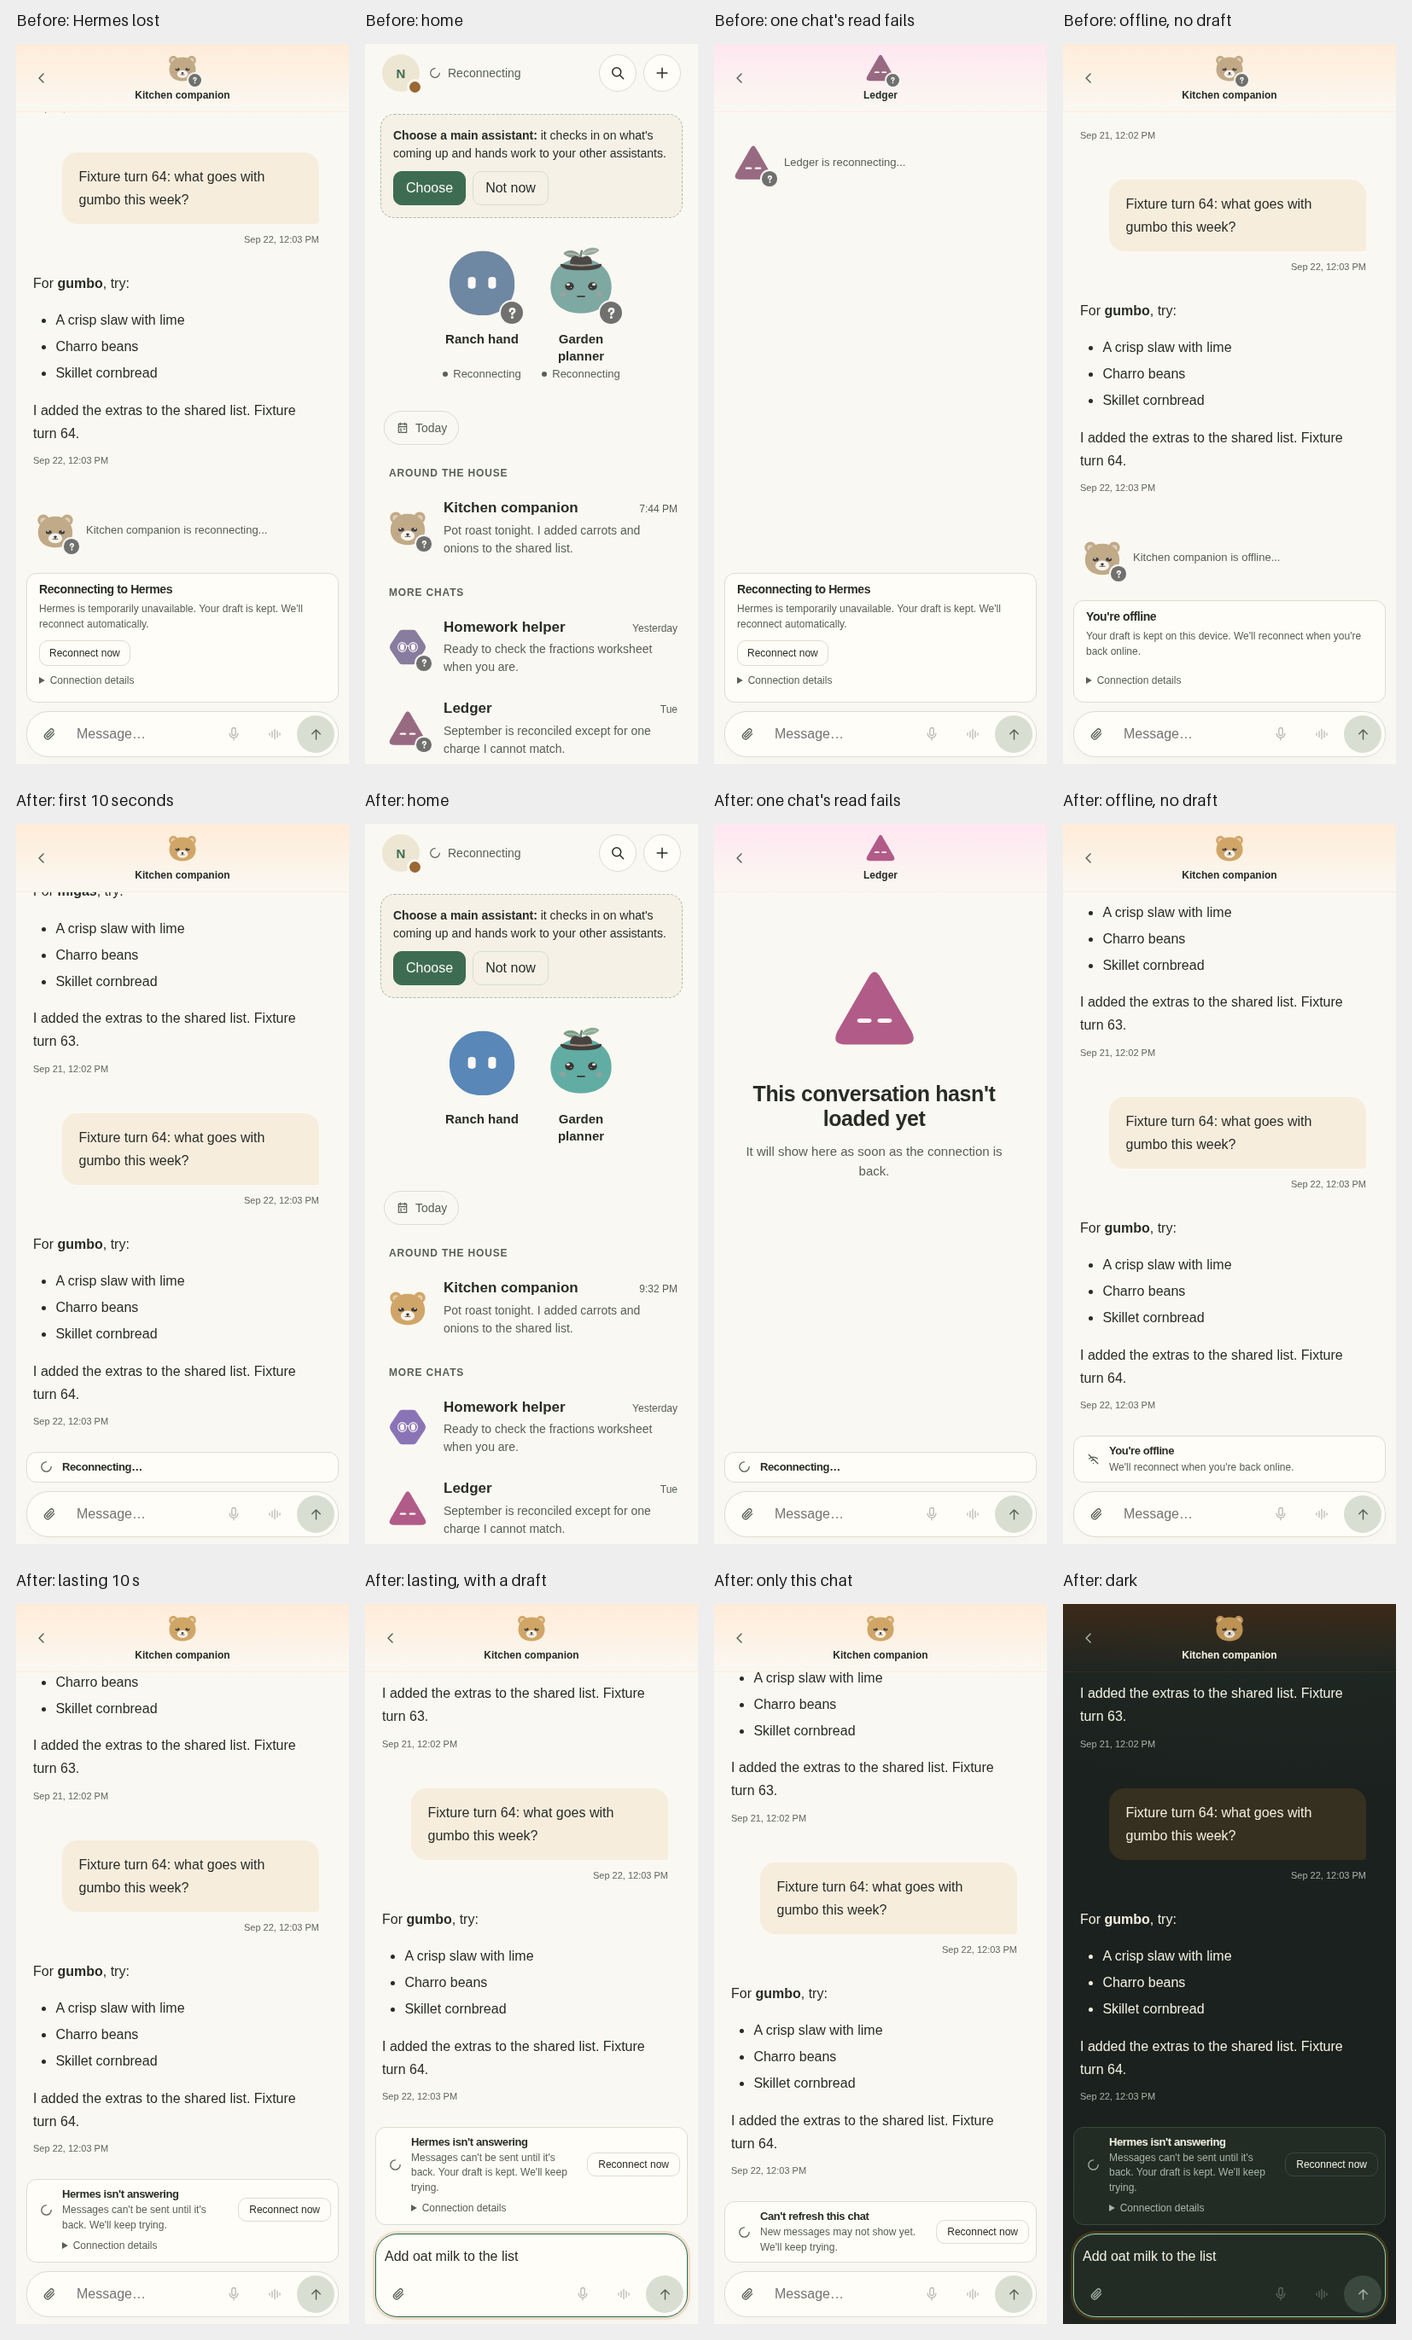 Before: Hermes lost
Kitchen companion
Fixture turn 64: what goes with
gumbo this week?
Sep 22, 12:03 PM
For gumbo, try:
• A crisp slaw with lime
• Charro beans
• Skillet cornbread
I added the extras to the shared list. Fixture
turn 64.
Sep 22, 12:03 PM
?
Kitchen companion is reconnecting...
Reconnecting to Hermes
Hermes is temporarily unavailable. Your draft is kept. We'll
reconnect automatically.
Reconnect now
Connection details
Message…
Before: home
N
Reconnecting
Choose a main assistant: it checks in on what's
coming up and hands work to your other assistants.
Choose
Not now
?
?
Ranch hand
Garden
planner
• Reconnecting
• Reconnecting
Today
AROUND THE HOUSE
Kitchen companion
7:44 PM
Pot roast tonight. I added carrots and
onions to the shared list.
MORE CHATS
Homework helper
Yesterday
Ready to check the fractions worksheet
when you are.
Ledger
Tue
September is reconciled except for one
charge I cannot match.
Before: one chat's read fails
Ledger
Ledger is reconnecting...
Reconnecting to Hermes
Hermes is temporarily unavailable. Your draft is kept. We'll
reconnect automatically.
Reconnect now
Connection details
Message…
Before: offline, no draft
Kitchen companion
Sep 21, 12:02 PM
Fixture turn 64: what goes with
gumbo this week?
Sep 22, 12:03 PM
For gumbo, try:
• A crisp slaw with lime
• Charro beans
• Skillet cornbread
I added the extras to the shared list. Fixture
turn 64.
Sep 22, 12:03 PM
Kitchen companion is offline...
You're offline
Your draft is kept on this device. We'll reconnect when you're
back online.
Connection details
Message…
After: first 10 seconds
Kitchen companion
For migas, try:
• A crisp slaw with lime
• Charro beans
• Skillet cornbread
I added the extras to the shared list. Fixture
turn 63.
Sep 21, 12:02 PM
Fixture turn 64: what goes with
gumbo this week?
Sep 22, 12:03 PM
For gumbo, try:
• A crisp slaw with lime
• Charro beans
• Skillet cornbread
I added the extras to the shared list. Fixture
turn 64.
Sep 22, 12:03 PM
Reconnecting…
Message…
After: home
N
Reconnecting
Choose a main assistant: it checks in on what's
coming up and hands work to your other assistants.
Choose
Not now
Ranch hand
Garden
planner
Today
AROUND THE HOUSE
Kitchen companion
9:32 PM
Pot roast tonight. I added carrots and
onions to the shared list.
MORE CHATS
Homework helper
Yesterday
Ready to check the fractions worksheet
when you are.
Ledger
Tue
September is reconciled except for one
charge I cannot match.
After: one chat's read fails
Ledger
This conversation hasn't
loaded yet
It will show here as soon as the connection is
back.
Reconnecting…
Message…
After: offline, no draft
Kitchen companion
• A crisp slaw with lime
• Charro beans
• Skillet cornbread
I added the extras to the shared list. Fixture
turn 63.
Sep 21, 12:02 PM
Fixture turn 64: what goes with
gumbo this week?
Sep 22, 12:03 PM
For gumbo, try:
• A crisp slaw with lime
• Charro beans
• Skillet cornbread
I added the extras to the shared list. Fixture
turn 64.
Sep 22, 12:03 PM
You're offline
We'll reconnect when you're back online.
Message…
After: lasting 10 s
Kitchen companion
• Charro beans
• Skillet cornbread
I added the extras to the shared list. Fixture
turn 63.
Sep 21, 12:02 PM
Fixture turn 64: what goes with
gumbo this week?
Sep 22, 12:03 PM
For gumbo, try:
• A crisp slaw with lime
• Charro beans
• Skillet cornbread
I added the extras to the shared list. Fixture
turn 64.
Sep 22, 12:03 PM
Hermes isn't answering
Messages can't be sent until it's
back. We'll keep trying.
Reconnect now
Connection details
Message…
After: lasting, with a draft
Kitchen companion
I added the extras to the shared list. Fixture
turn 63.
Sep 21, 12:02 PM
Fixture turn 64: what goes with
gumbo this week?
Sep 22, 12:03 PM
For gumbo, try:
• A crisp slaw with lime
• Charro beans
• Skillet cornbread
I added the extras to the shared list. Fixture
turn 64.
Sep 22, 12:03 PM
Hermes isn't answering
Messages can't be sent until it's
back. Your draft is kept. We'll keep
trying.
Reconnect now
Connection details
Add oat milk to the list
After: only this chat
Kitchen companion
• A crisp slaw with lime
• Charro beans
• Skillet cornbread
I added the extras to the shared list. Fixture
turn 63.
Sep 21, 12:02 PM
Fixture turn 64: what goes with
gumbo this week?
Sep 22, 12:03 PM
For gumbo, try:
• A crisp slaw with lime
• Charro beans
• Skillet cornbread
I added the extras to the shared list. Fixture
turn 64.
Sep 22, 12:03 PM
Can't refresh this chat
New messages may not show yet.
We'll keep trying.
Reconnect now
Message…
After: dark
Kitchen companion
I added the extras to the shared list. Fixture
turn 63.
Sep 21, 12:02 PM
Fixture turn 64: what goes with
gumbo this week?
Sep 22, 12:03 PM
For gumbo, try:
• A crisp slaw with lime
• Charro beans
• Skillet cornbread
I added the extras to the shared list. Fixture
turn 64.
Sep 22, 12:03 PM
Hermes isn't answering
Messages can't be sent until it's
back. Your draft is kept. We'll keep
trying.
Reconnect now
Connection details
Add oat milk to the list